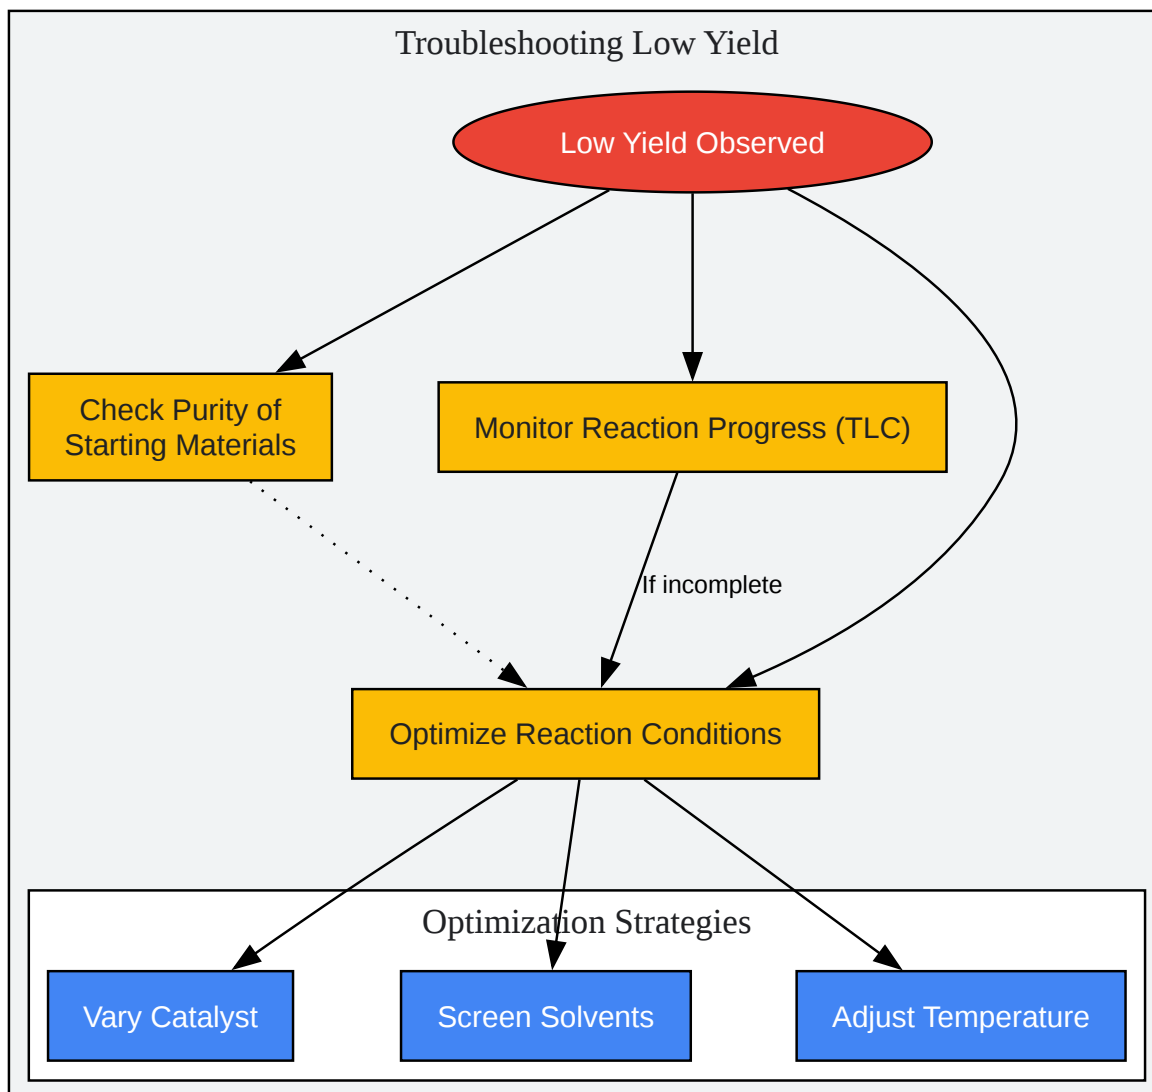 Troubleshooting Low Yield
Low Yield Observed
Check Purity of
Starting Materials
Monitor Reaction Progress (TLC)
If incomplete
Optimize Reaction Conditions
Optimization Strategies
Vary Catalyst
Screen Solvents
Adjust Temperature